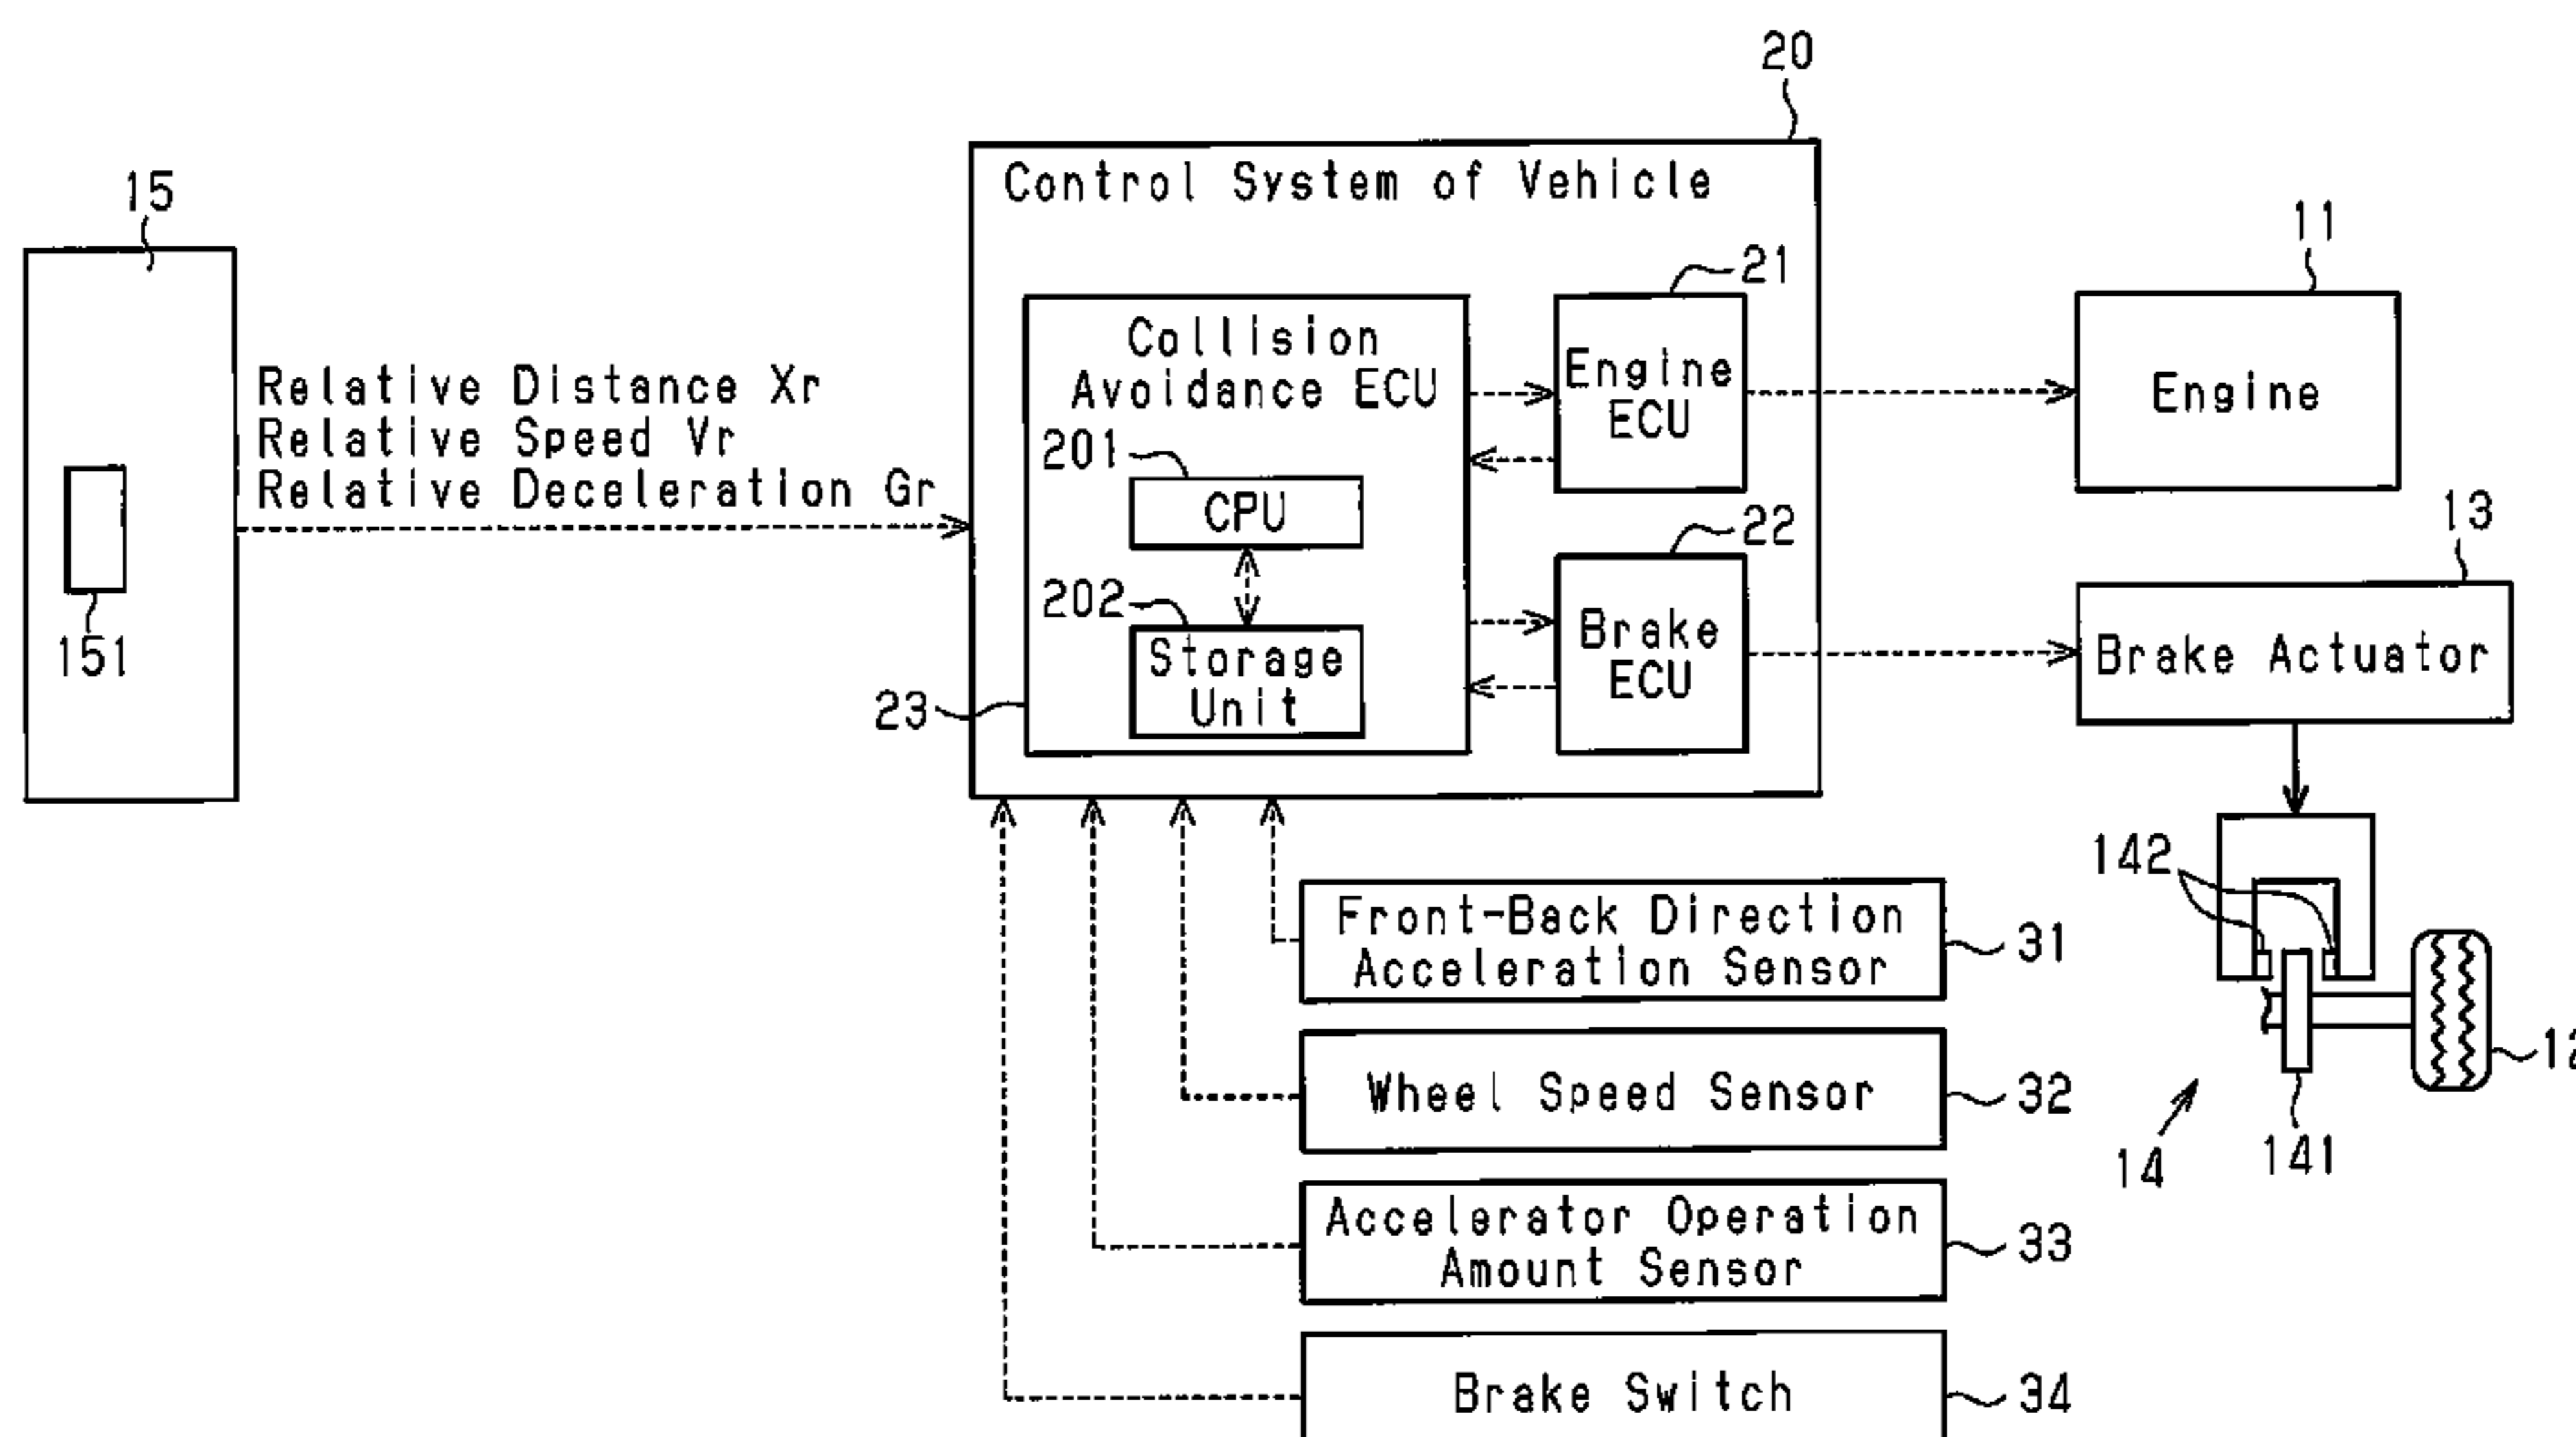 20
Control System of Vehicle
15
11
21
Collision
Avoidance ECU
Engine
ECU
Engine
Relative Distance Xr
Relative Speed Vr
Relative Deceleration Gr
201
CPU
22
13
202
Storage
Unit
Brake
ECU
Brake Actuator
151
23
142
Front-Back Direction
Acceleration Sensor
31
Wheel Speed Sensor
32
12
14
141
Accelerator Operation
Amount Sensor
33
Brake Switch
34